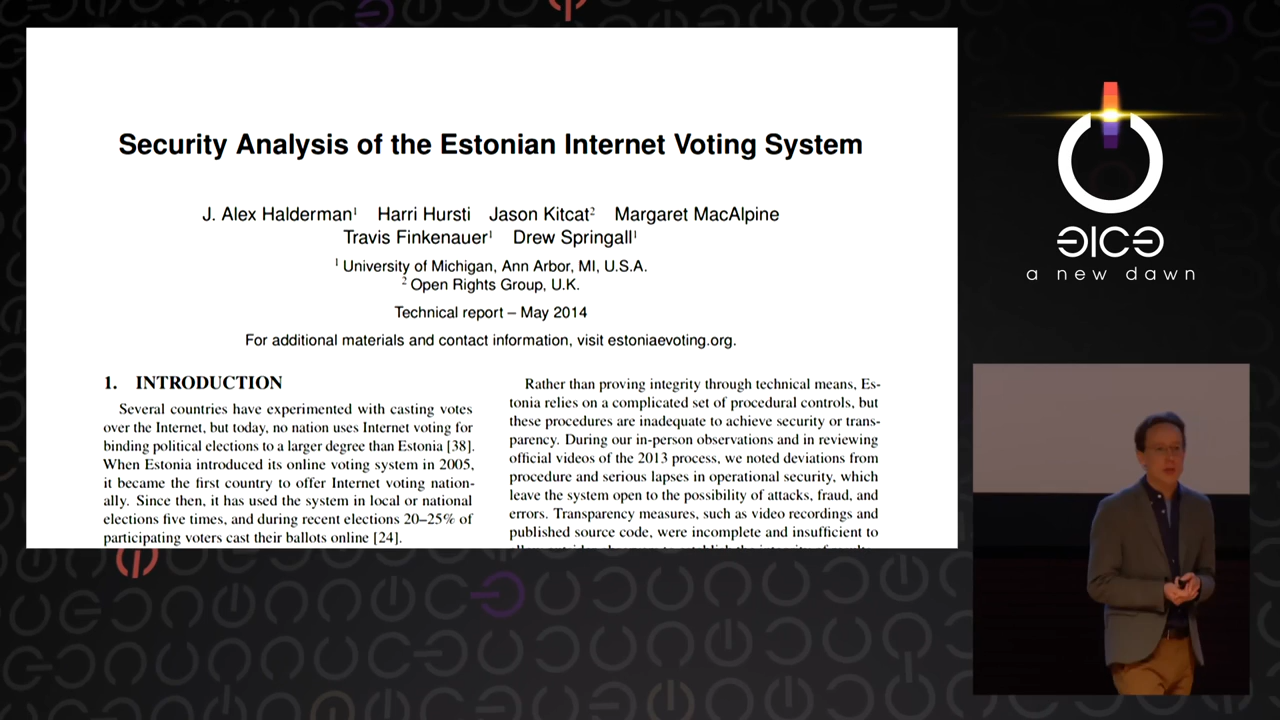 Security Analysis of the Estonian Internet Voting System
J. Alex Halderman¹ Harri Hursti Jason Kitcat² Margaret MacAlpine
Travis Finkenauer¹ Drew Springall¹
¹ University of Michigan, Ann Arbor, MI, U.S.A.
² Open Rights Group, U.K.
Technical report – May 2014
For additional materials and contact information, visit estoniaevoting.org.
1. INTRODUCTION
Several countries have experimented with casting votes
over the Internet, but today, no nation uses Internet voting for
binding political elections to a larger degree than Estonia [38].
When Estonia introduced its online voting system in 2005,
it became the first country to offer Internet voting nation-
ally. Since then, it has used the system in local or national
elections five times, and during recent elections 20–25% of
participating voters cast their ballots online [24].
Rather than proving integrity through technical means, Es-
tonia relies on a complicated set of procedural controls, but
these procedures are inadequate to achieve security or trans-
parency. During our in-person observations and in reviewing
official videos of the 2013 process, we noted deviations from
procedure and serious lapses in operational security, which
leave the system open to the possibility of attacks, fraud, and
errors. Transparency measures, such as video recordings and
published source code, were incomplete and insufficient to
a new dawn